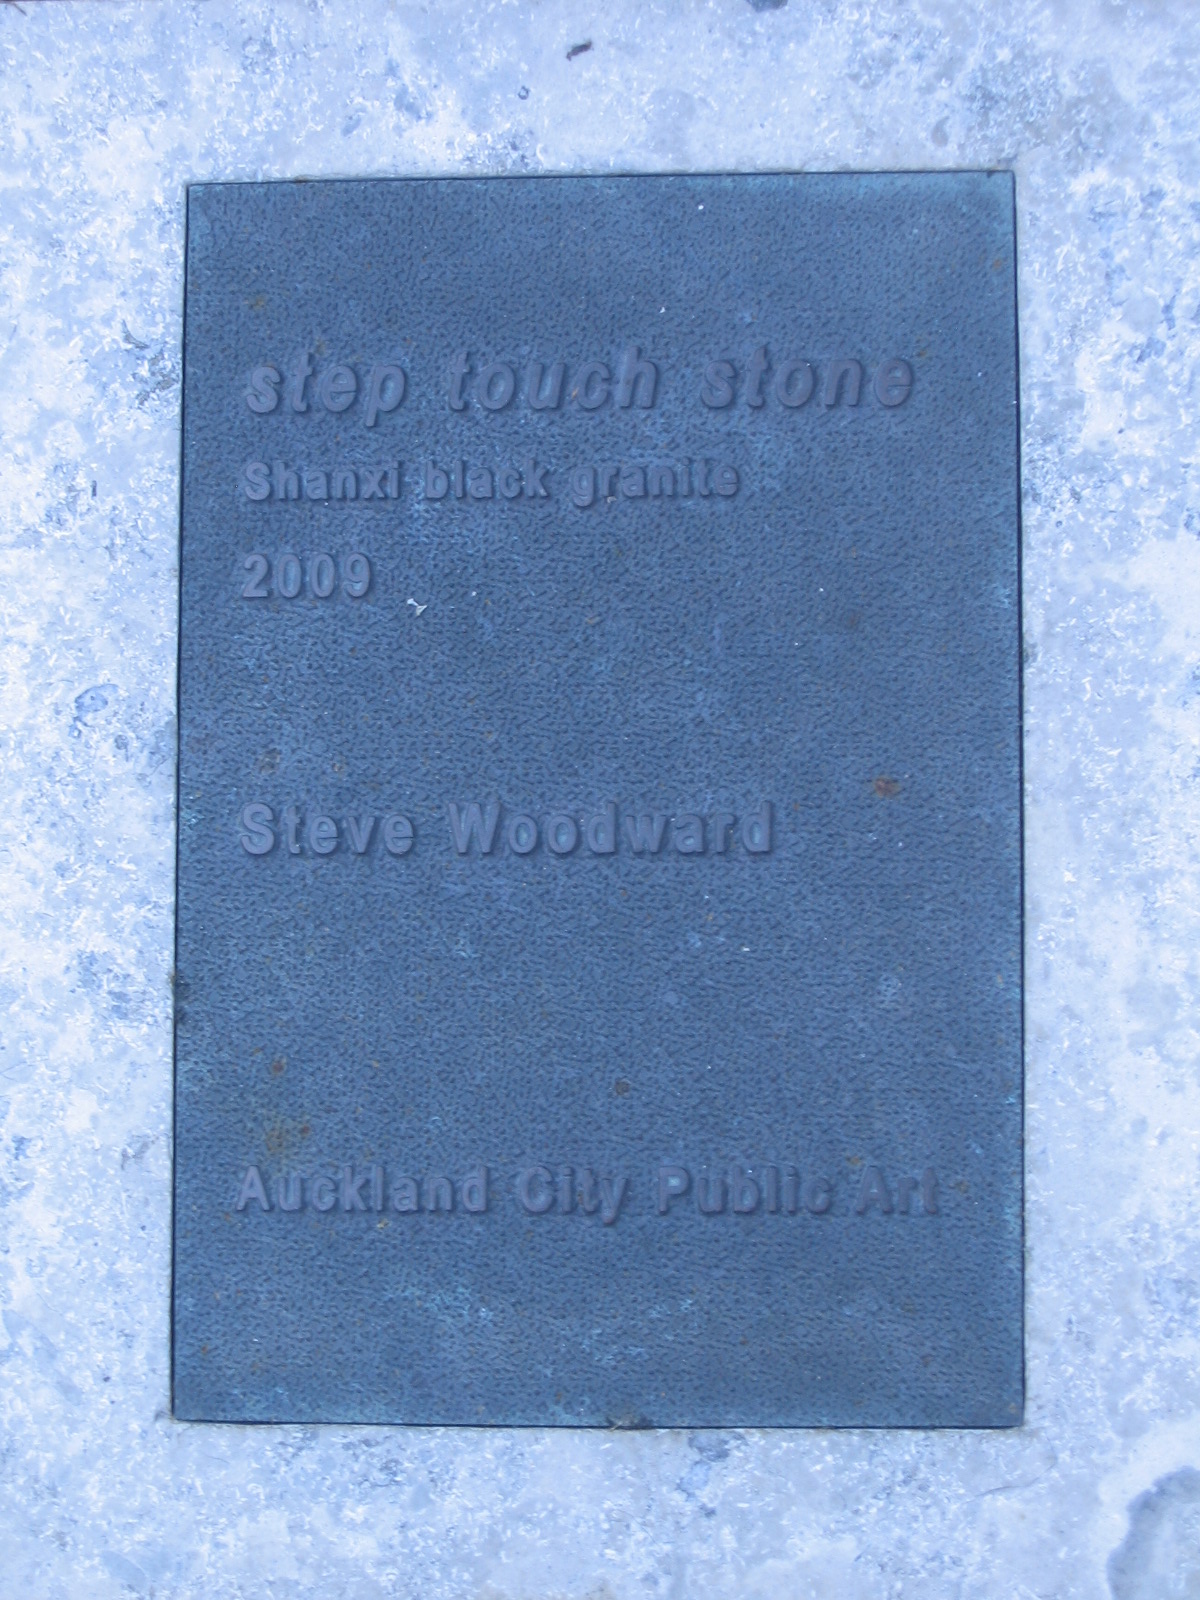 step touch stone
Shanxi black granite
2009
Steve Woodward
Auckland City Public Art